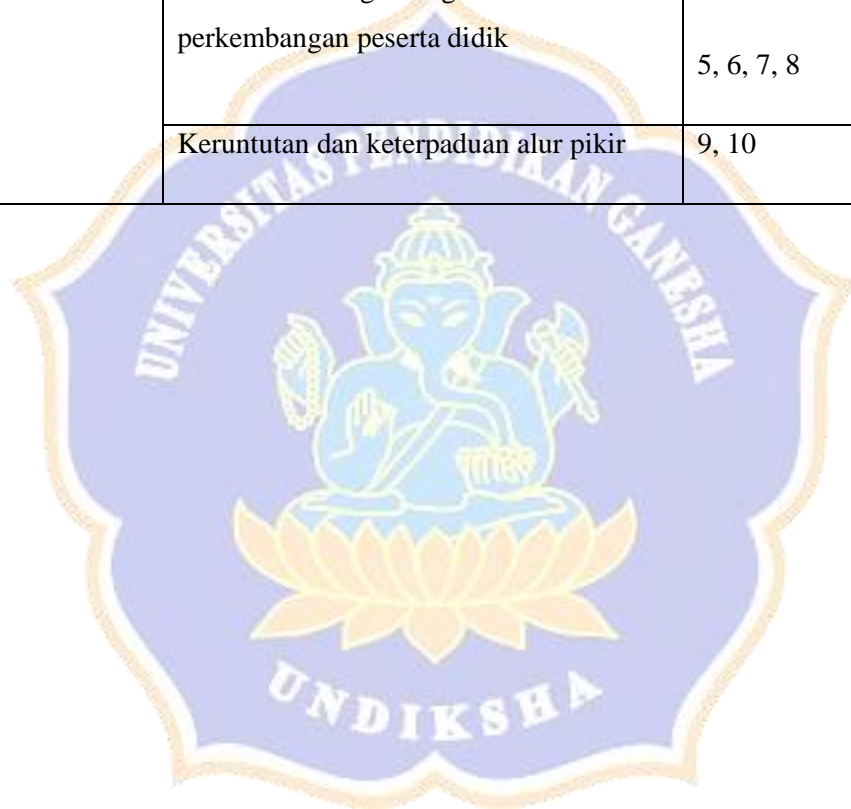 perkembangan peserta didik
5, 6, 7, 8
Keruntutan dan keterpaduan alur pikir 9, 10
UNIVERSITAS PENDIDIKAN GANESHA
UNDIKSHA